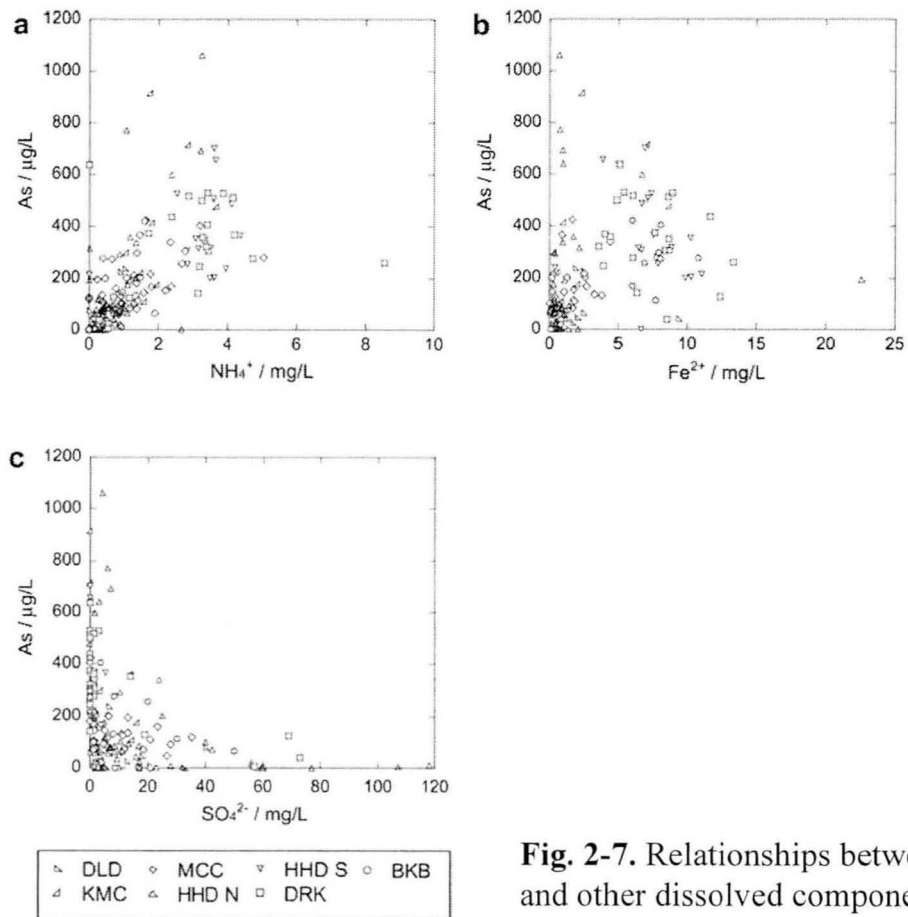 a
1200
1000
800
600
400
200
0
As / µg/L
0 2 4 6 8 10
NH₄⁺ / mg/L
b
1200
1000
800
600
400
200
0
As / µg/L
0 5 10 15 20 25
Fe²⁺ / mg/L
c
1200
1000
800
600
400
200
0
As / µg/L
0 20 40 60 80 100 120
SO₄²⁻ / mg/L
DLD MCC HHD S BKB
KMC HHD N DRK
Fig. 2-7. Relationships betwe
and other dissolved compone